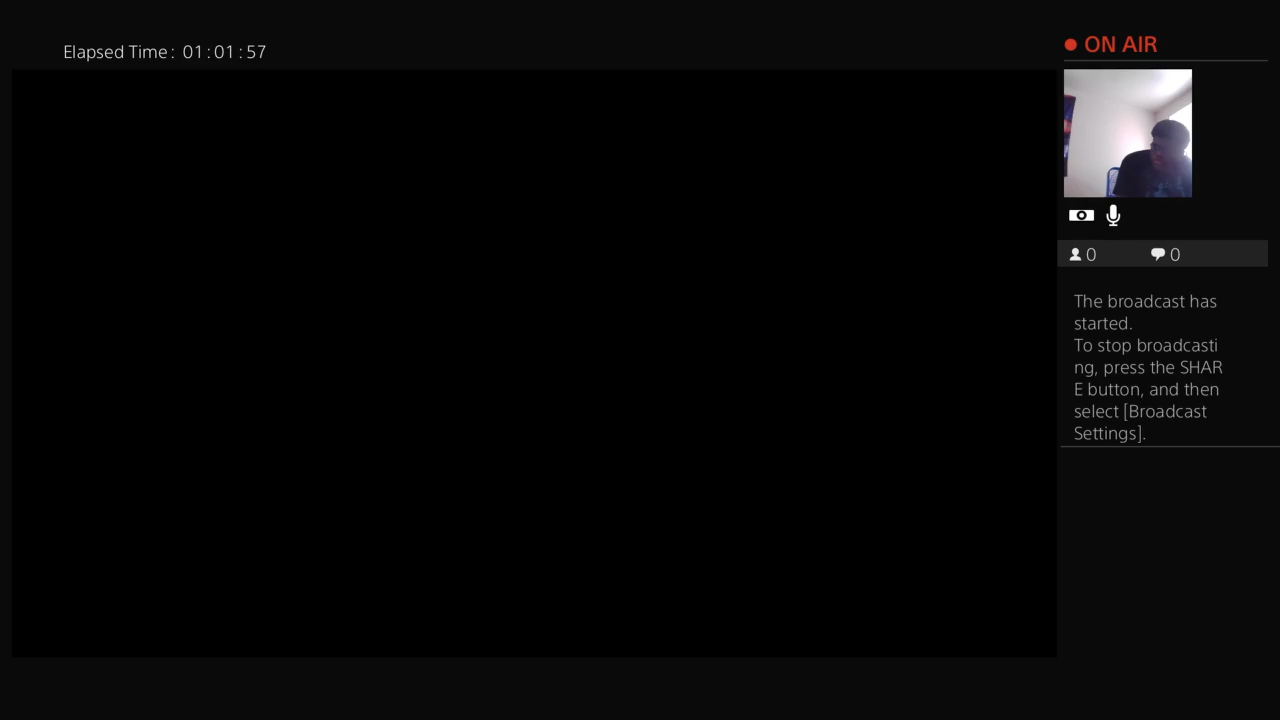 Elapsed Time: 01:01:57
ON AIR
0 0
The broadcast has
started.
To stop broadcasti
ng, press the SHAR
E button, and then
select [Broadcast
Settings].